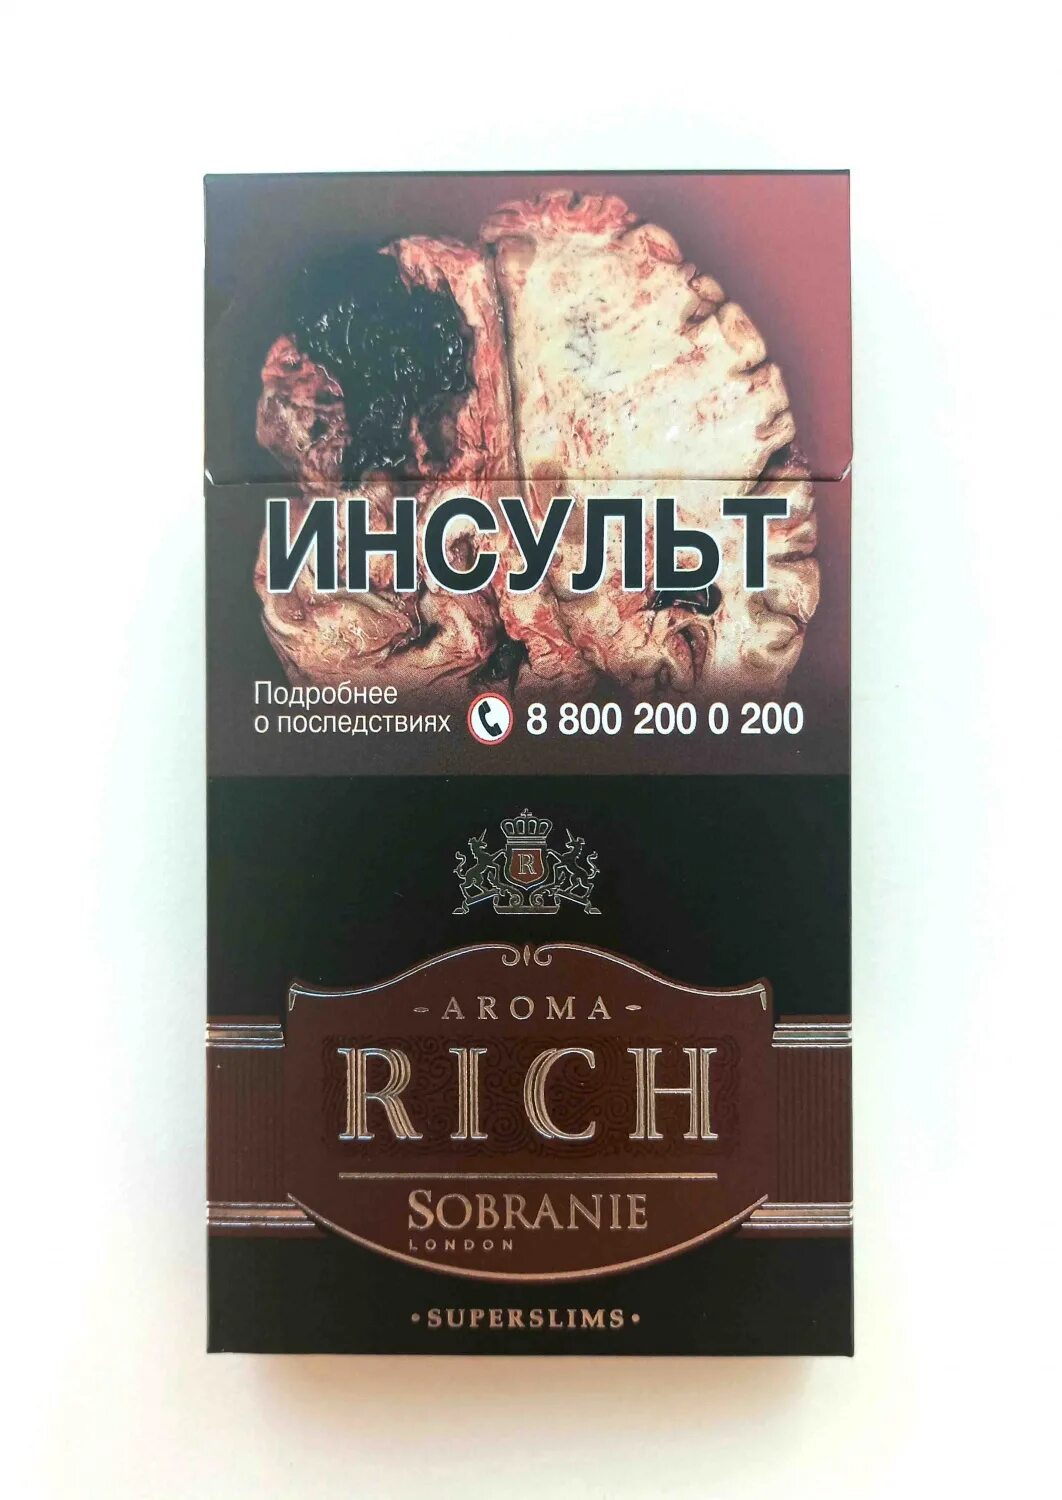 ИНСУЛЬТ
Подробнее
о последствиях 8 800 200 0 200
R
- AROMA -
RICH
SOBRANIE
LONDON
• SUPERSLIMS •